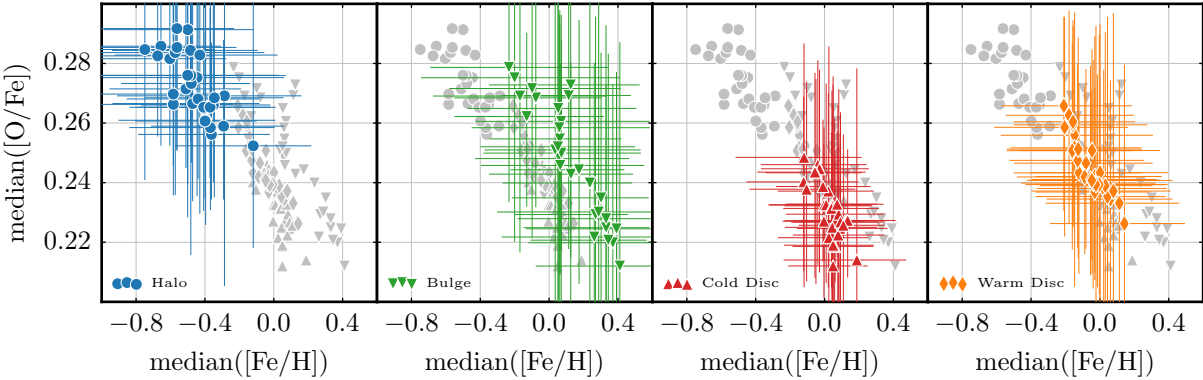 median([O/Fe])
0.28
0.26
0.24
0.22
Halo
Bulge
Cold Disc
Warm Disc
−0.8 −0.4 0.0 0.4
−0.8 −0.4 0.0 0.4
−0.8 −0.4 0.0 0.4
−0.8 −0.4 0.0 0.4
median([Fe/H])
median([Fe/H])
median([Fe/H])
median([Fe/H])